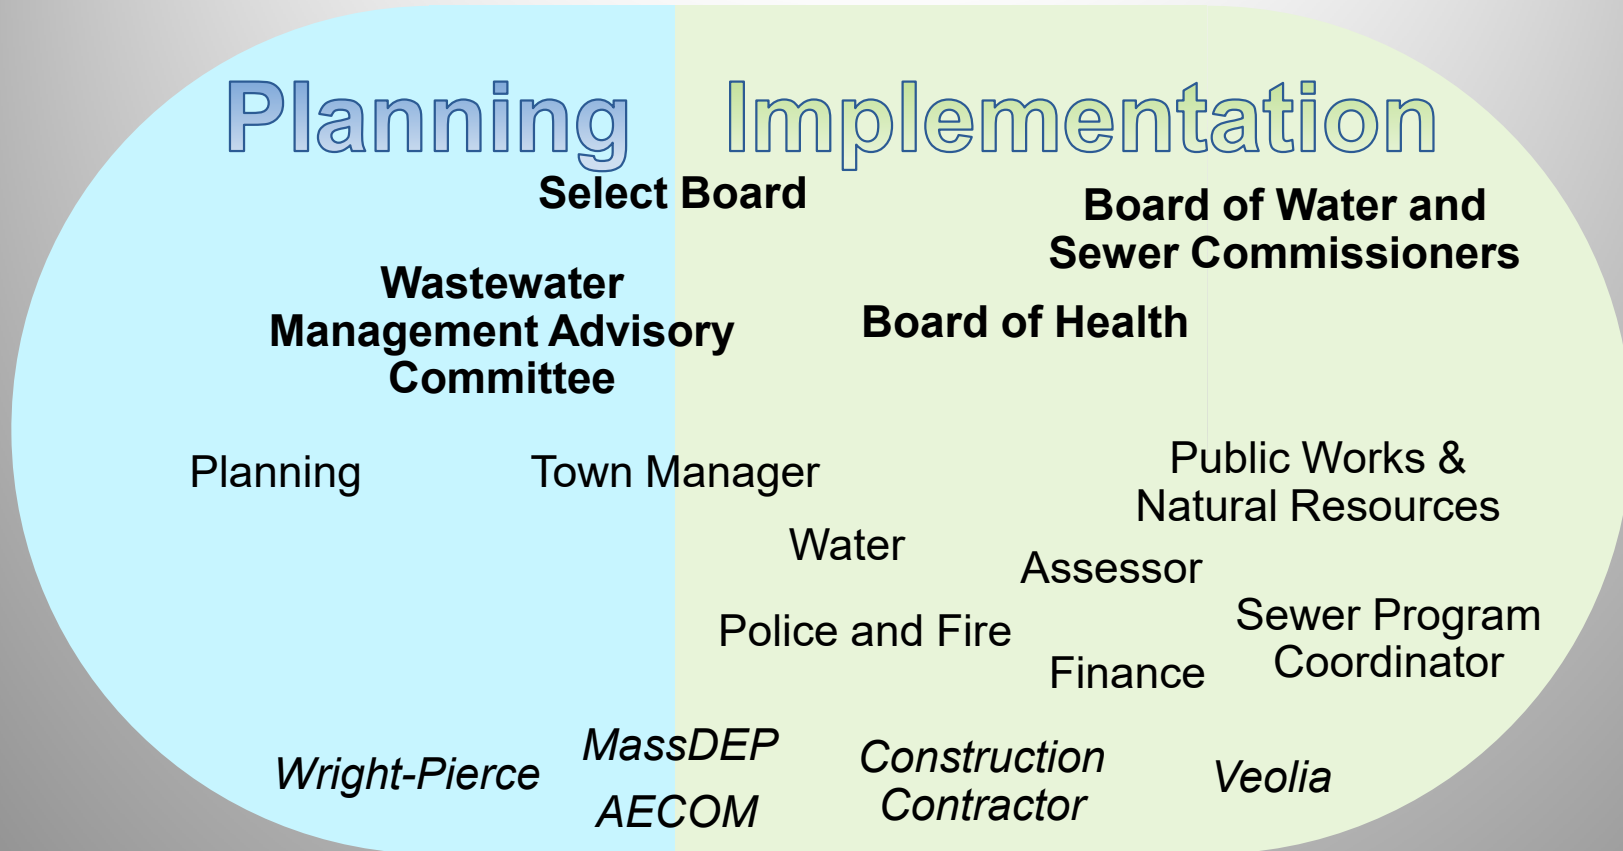 Planning Implementation
Select Board
Board of Water and
Sewer Commissioners
Wastewater
Management Advisory
Committee
Board of Health
Planning
Town Manager
Public Works &
Natural Resources
Water
Assessor
Police and Fire
Sewer Program
Coordinator
Finance
Wright-Pierce
MassDEP
AECOM
Construction
Contractor
Veolia